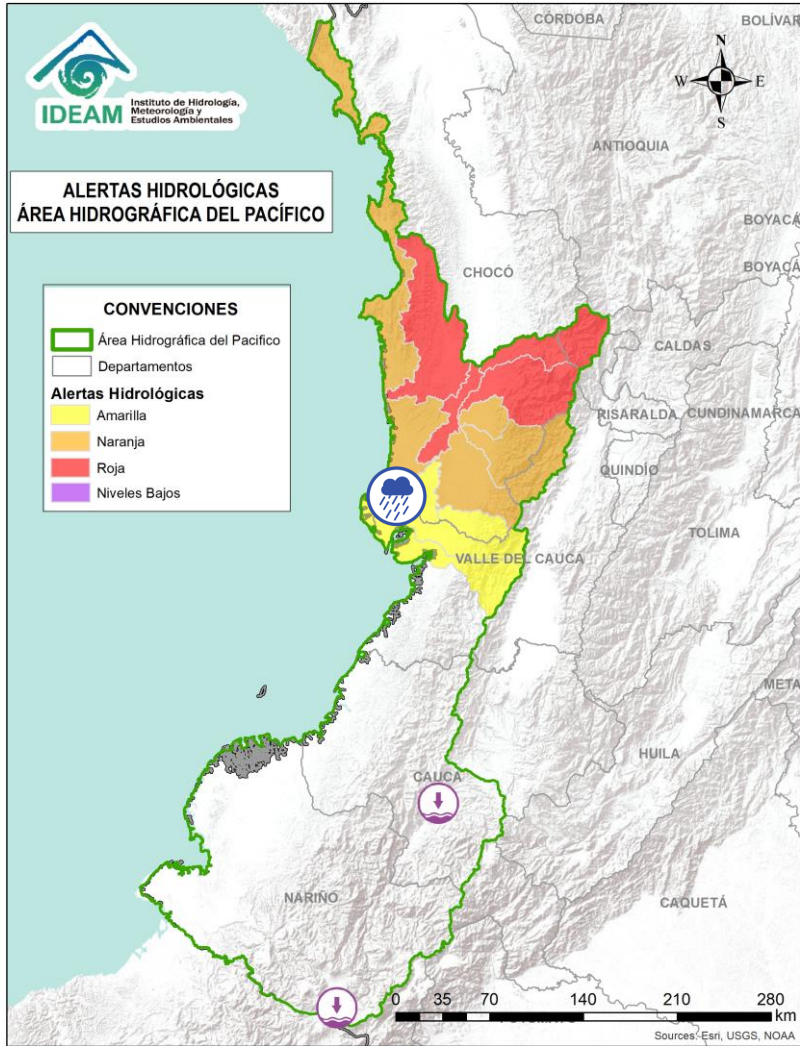 IDEAM
Instituto de Hidrología,
Meteorología y
Estudios Ambientales
ALERTAS HIDROLÓGICAS
ÁREA HIDROGRÁFICA DEL PACÍFICO
CONVENCIONES
Área Hidrográfica del Pacifico
Departamentos
Alertas Hidrológicas
Amarilla
Naranja
Roja
Niveles Bajos
N
W
E
S
CÓRDOBA
BOLÍVAR
ANTIOQUIA
BOYACÁ
CHOCÓ
BOYACÁ
CALDAS
RISARALDA
CUNDINAMARCA
QUINDÍO
TOLIMA
VALLE DEL CAUCA
META
HUILA
CAUCA
NARIÑO
CAQUETÁ
0 35 70 140 210 280
km
Sources: Esri, USGS, NOAA